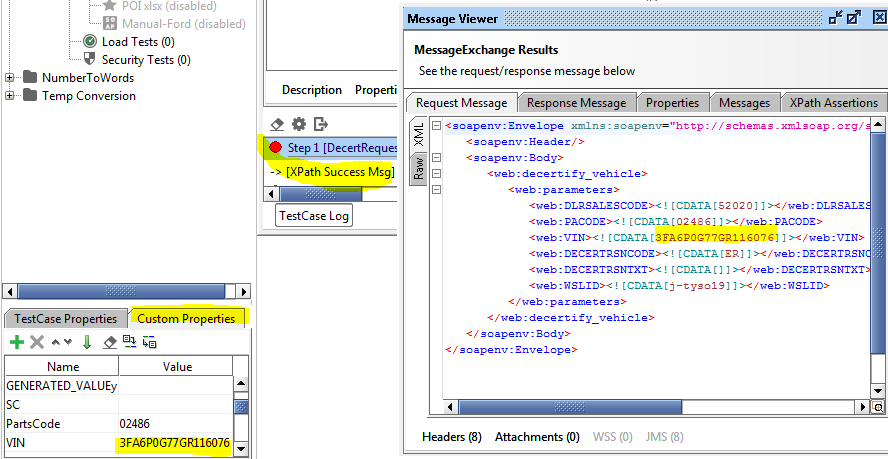 POI xlsx (disabled)
Manual-Ford (disabled)
Load Tests (0)
Security Tests (0)
NumberToWords
Temp Conversion
TestCase Properties
Custom Properties
Name Value
GENERATED_VALUEy
SC
PartsCode 02486
VIN 3FA6P0G77GR116076
Description Properti
Step 1 [DecertReques
-> [XPath Success Msg]
TestCase Log
Message Viewer
MessageExchange Results
See the request/response message below
Request Message Response Message Properties Messages XPath Assertions
XML
Raw
<soapenv:Envelope xmlns:soapenv="http://schemas.xmlsoap.org/s
<soapenv:Header/>
<soapenv:Body>
<web:decertify_vehicle>
<web:parameters>
<web:DLRSALESCODE><![CDATA[52020]]></web:DLRSALES
<web:PACODE><![CDATA[02486]]></web:PACODE>
<web:VIN><![CDATA[3FA6P0G77GR116076]]></web:VIN>
<web:DECERTRSNCODE><![CDATA[ER]]></web:DECERTRSNC
<web:DECERTRSNTXT><![CDATA[]]></web:DECERTRSNTXT>
<web:WSLID><![CDATA[j-tyso19]]></web:WSLID>
</web:parameters>
</web:decertify_vehicle>
</soapenv:Body>
</soapenv:Envelope>
Headers (8) Attachments (0) WSS (0) JMS (8)